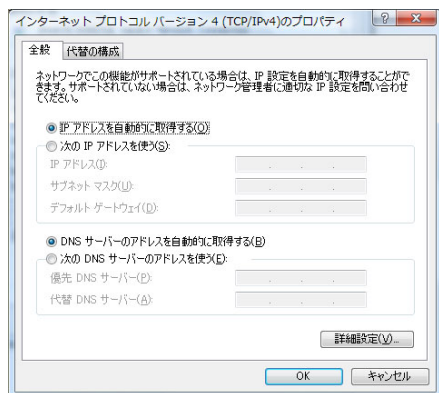 インターネット プロトコル バージョン 4 (TCP/IPv4)のプロパティ
全般 代替の構成
ネットワークでこの機能がサポートされている場合は、IP 設定を自動的に取得することがで
きます。サポートされていない場合は、ネットワーク管理者に適切な IP 設定を問い合わせ
てください。
IP アドレスを自動的に取得する(O)
次の IP アドレスを使う(S):
IP アドレス(I):
サブネット マスク(U):
デフォルト ゲートウェイ(D):
DNS サーバーのアドレスを自動的に取得する(B)
次の DNS サーバーのアドレスを使う(E):
優先 DNS サーバー(P):
代替 DNS サーバー(A):
詳細設定(V)...
OK キャンセル